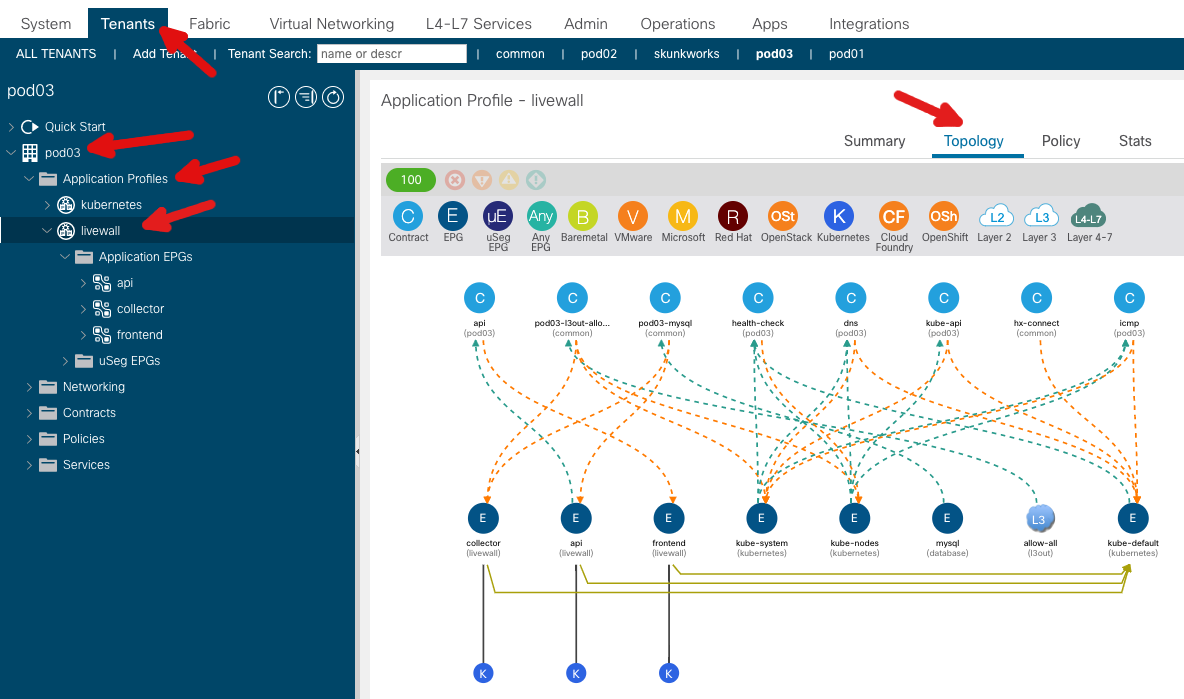 System Tenants Fabric Virtual Networking L4-L7 Services Admin Operations Apps Integrations
ALL TENANTS | Add Tenant | Tenant Search: name or descr | common | pod02 | skunkworks | pod03 | pod01
pod03
Quick Start
pod03
Application Profiles
kubernetes
livewall
Application EPGs
api
collector
frontend
uSeg EPGs
Networking
Contracts
Policies
Services
Application Profile - livewall
Summary Topology Policy Stats
100
C E uE Any B V M R OSt K CF OSh L2 L3 L4-L7
Contract EPG uSeg EPG Any EPG Baremetal VMware Microsoft Red Hat OpenStack Kubernetes Cloud Foundry OpenShift Layer 2 Layer 3 Layer 4-7
C C C C C C C C
api pod03-l3out-allo... pod03-mysql health-check dns kube-api hx-connect icmp
(pod03) (common) (common) (pod03) (pod03) (pod03) (common) (pod03)
E E E E E E L3 E
collector api frontend kube-system kube-nodes mysql allow-all kube-default
(livewall) (livewall) (livewall) (kubernetes) (kubernetes) (database) (l3out) (kubernetes)
K K K